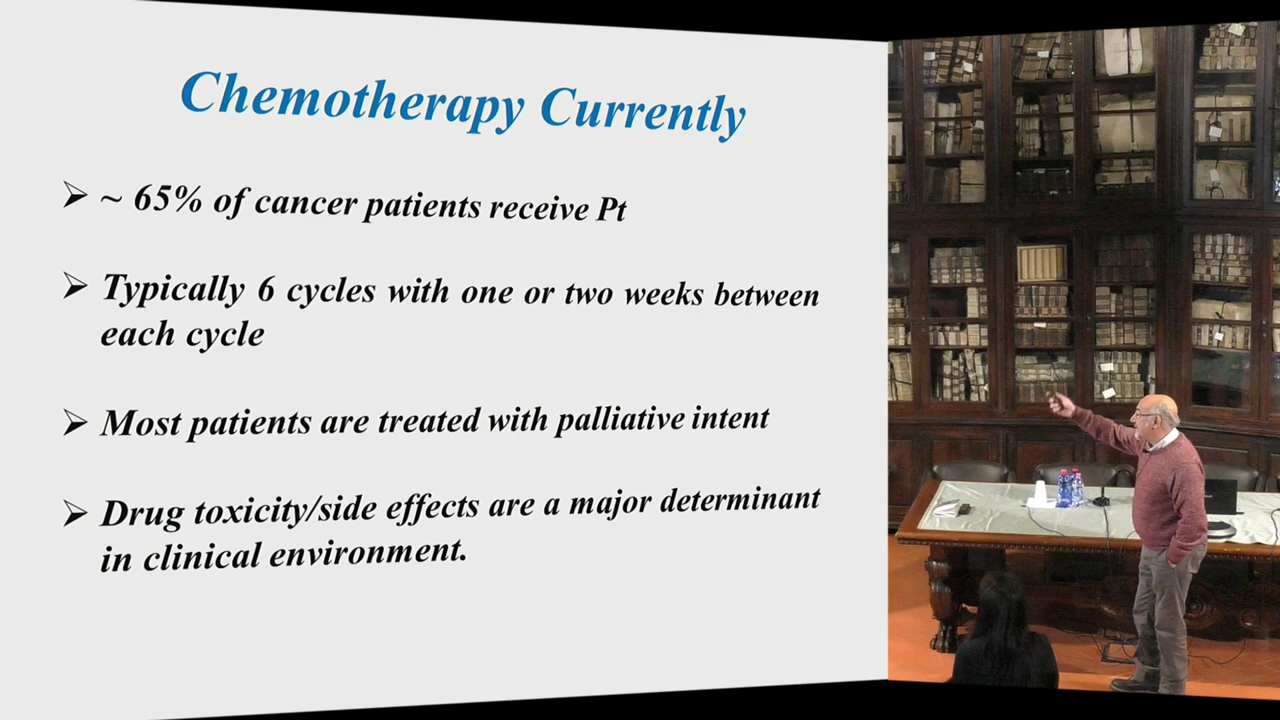 Chemotherapy Currently
➢ ~ 65% of cancer patients receive Pt
➢ Typically 6 cycles with one or two weeks between
each cycle
➢ Most patients are treated with palliative intent
➢ Drug toxicity/side effects are a major determinant
in clinical environment.